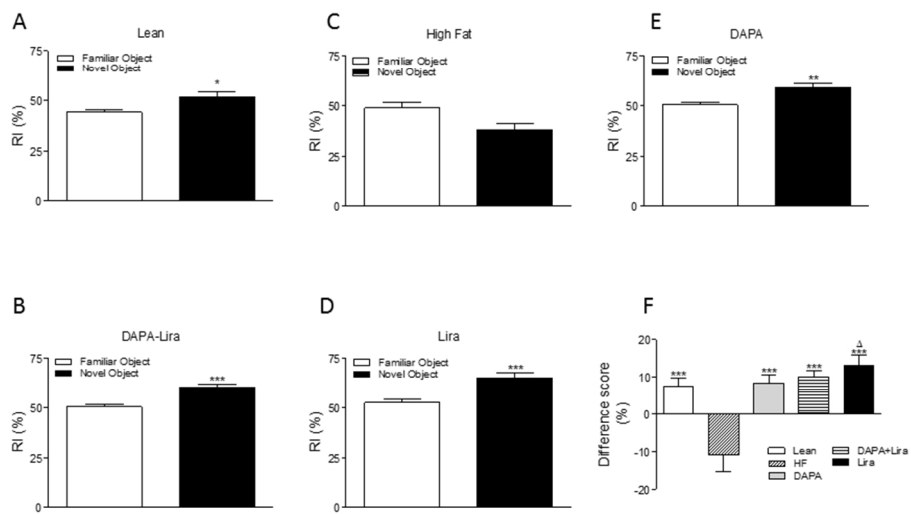 A
Lean
Familiar Object
Novel Object
*
RI (%)
75
50
25
0
C
High Fat
Familiar Object
Novel Object
RI (%)
75
50
25
0
E
DAPA
Familiar Object
Novel Object
**
RI (%)
75
50
25
0
B
DAPA-Lira
Familiar Object
Novel Object
***
RI (%)
75
50
25
0
D
Lira
Familiar Object
Novel Object
***
RI (%)
75
50
25
0
F
Difference score
(%)
20
10
0
-10
-20
***
***
***
Δ
***
Lean
HF
DAPA
DAPA+Lira
Lira